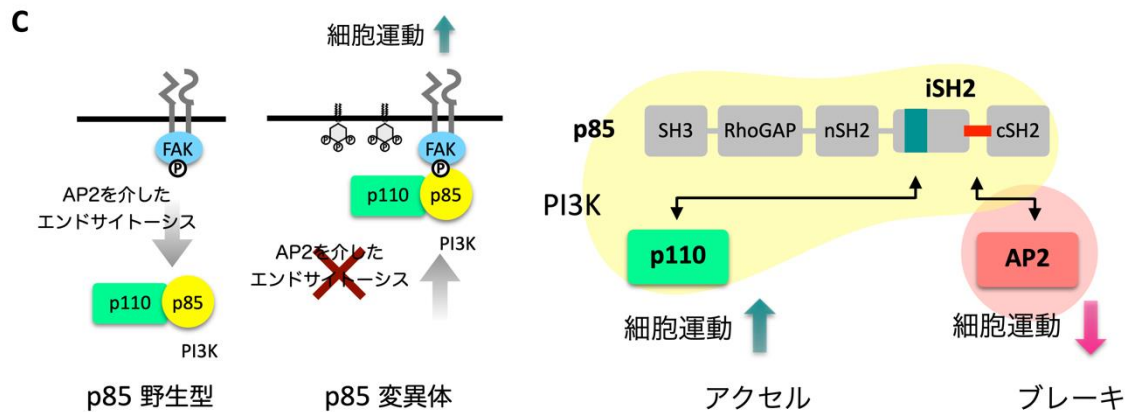 C
細胞運動
FAK
P
AP2を介した
エンドサイトーシス
p110
p85
PI3K
p85 野生型
P
P
P
P
P
P
FAK
P
p110
p85
PI3K
AP2を介した
エンドサイトーシス
p85 変異体
iSH2
p85
SH3
RhoGAP
nSH2
cSH2
PI3K
p110
AP2
細胞運動
細胞運動
アクセル
ブレーキ